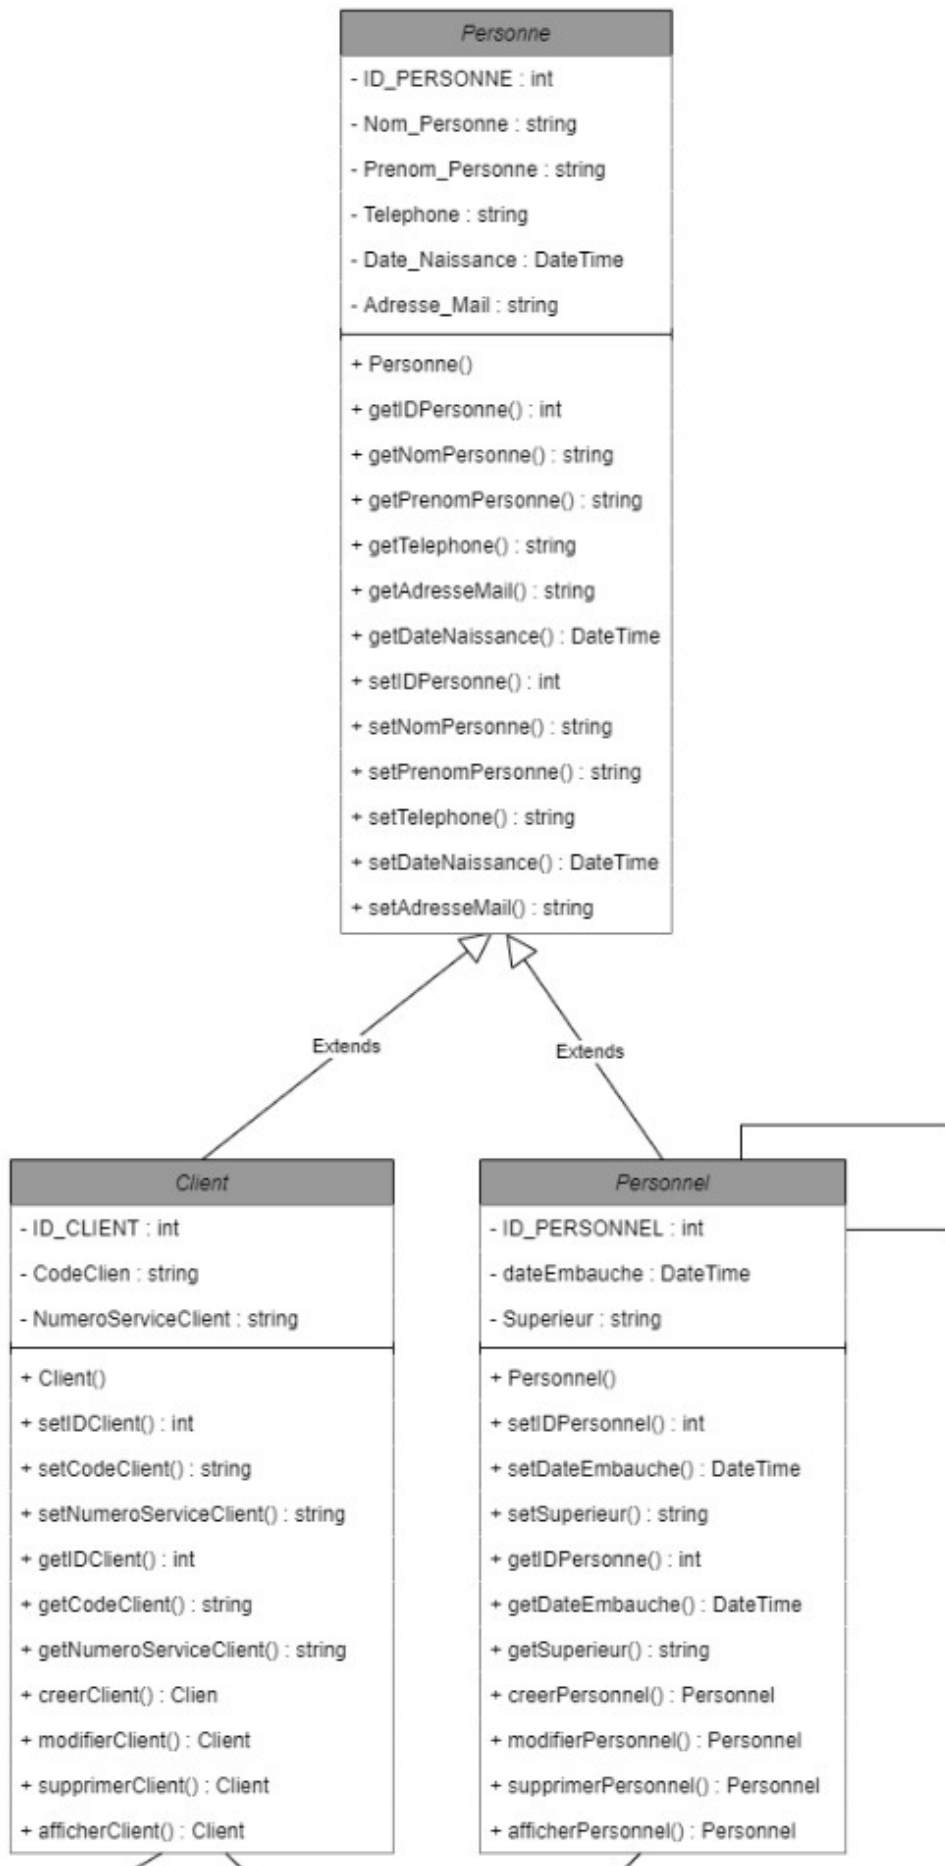 Personne
- ID_PERSONNE : int
- Nom_Personne : string
- Prenom_Personne : string
- Telephone : string
- Date_Naissance : DateTime
- Adresse_Mail : string
+ Personne()
+ getIDPersonne() : int
+ getNomPersonne() : string
+ getPrenomPersonne() : string
+ getTelephone() : string
+ getAdresseMail() : string
+ getDateNaissance() : DateTime
+ setIDPersonne() : int
+ setNomPersonne() : string
+ setPrenomPersonne() : string
+ setTelephone() : string
+ setDateNaissance() : DateTime
+ setAdresseMail() : string
Extends
Extends
Client
- ID_CLIENT : int
- CodeClien : string
- NumeroServiceClient : string
+ Client()
+ setIDClient() : int
+ setCodeClient() : string
+ setNumeroServiceClient() : string
+ getIDClient() : int
+ getCodeClient() : string
+ getNumeroServiceClient() : string
+ creerClient() : Clien
+ modifierClient() : Client
+ supprimerClient() : Client
+ afficherClient() : Client
Personnel
- ID_PERSONNEL : int
- dateEmbauche : DateTime
- Superieur : string
+ Personnel()
+ setIDPersonnel() : int
+ setDateEmbauche() : DateTime
+ setSuperieur() : string
+ getIDPersonne() : int
+ getDateEmbauche() : DateTime
+ getSuperieur() : string
+ creerPersonnel() : Personnel
+ modifierPersonnel() : Personnel
+ supprimerPersonnel() : Personnel
+ afficherPersonnel() : Personnel